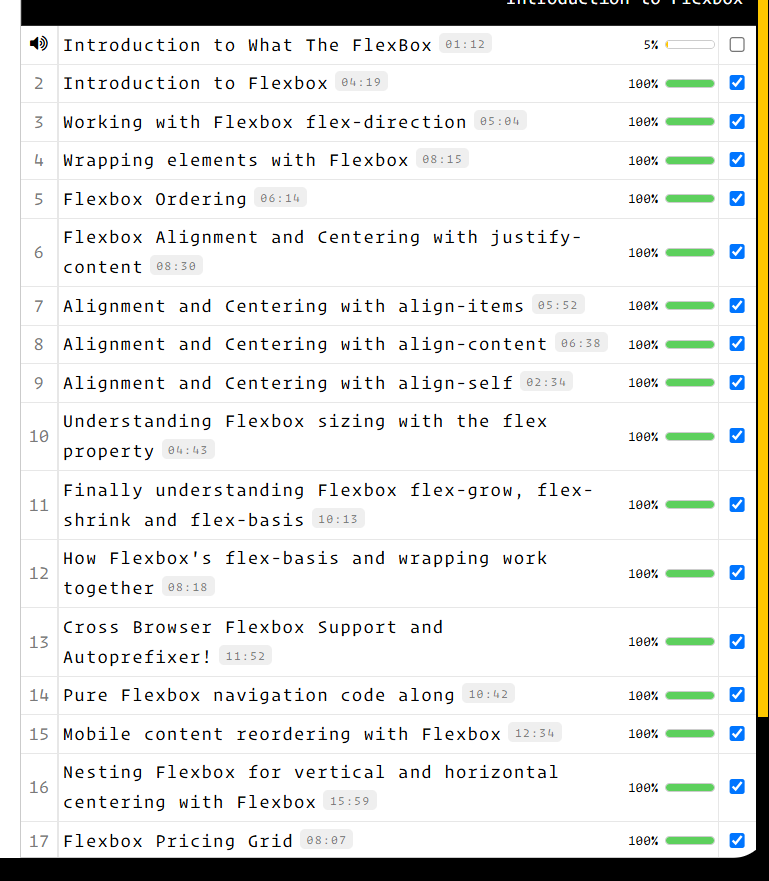 Introduction to FlexBox
Introduction to What The FlexBox 01:12 5%
2 Introduction to Flexbox 04:19 100%
3 Working with Flexbox flex-direction 05:04 100%
4 Wrapping elements with Flexbox 08:15 100%
5 Flexbox Ordering 06:14 100%
6 Flexbox Alignment and Centering with justify-
content 08:30 100%
7 Alignment and Centering with align-items 05:52 100%
8 Alignment and Centering with align-content 06:38 100%
9 Alignment and Centering with align-self 02:34 100%
10 Understanding Flexbox sizing with the flex
property 04:43 100%
11 Finally understanding Flexbox flex-grow, flex-
shrink and flex-basis 10:13 100%
12 How Flexbox's flex-basis and wrapping work
together 08:18 100%
13 Cross Browser Flexbox Support and
Autoprefixer! 11:52 100%
14 Pure Flexbox navigation code along 10:42 100%
15 Mobile content reordering with Flexbox 12:34 100%
16 Nesting Flexbox for vertical and horizontal
centering with Flexbox 15:59 100%
17 Flexbox Pricing Grid 08:07 100%